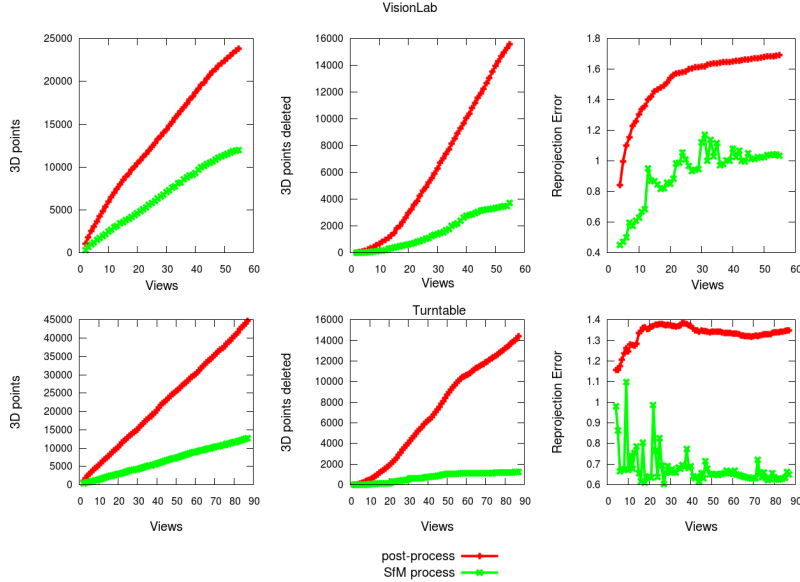 VisionLab
25000
20000
15000
10000
5000
0
0 10 20 30 40 50 60
3D points
Views
16000
14000
12000
10000
8000
6000
4000
2000
0
0 10 20 30 40 50 60
3D points deleted
Views
1.8
1.6
1.4
1.2
1
0.8
0.6
0.4
0 10 20 30 40 50 60
Reprojection Error
Views
Turntable
45000
40000
35000
30000
25000
20000
15000
10000
5000
0
0 10 20 30 40 50 60 70 80 90
3D points
Views
16000
14000
12000
10000
8000
6000
4000
2000
0
0 10 20 30 40 50 60 70 80 90
3D points deleted
Views
1.4
1.3
1.2
1.1
1
0.9
0.8
0.7
0.6
0 10 20 30 40 50 60 70 80 90
Reprojection Error
Views
post-process
SfM process